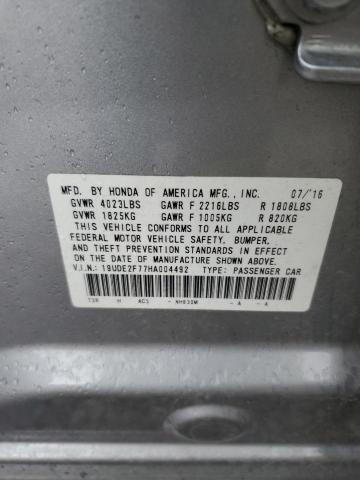 MFD. BY HONDA OF AMERICA MFG., INC. 07/'16
GVWR 4023LBS GAWR F 2216LBS R 1808LBS
GVWR 1825KG GAWR F 1005KG R 820KG
THIS VEHICLE CONFORMS TO ALL APPLICABLE
FEDERAL MOTOR VEHICLE SAFETY, BUMPER,
AND THEFT PREVENTION STANDARDS IN EFFECT
ON THE DATE OF MANUFACTURE SHOWN ABOVE.
V.I.N.: 19UDE2F77HA004492 TYPE: PASSENGER CAR
H - NH830M - A - A